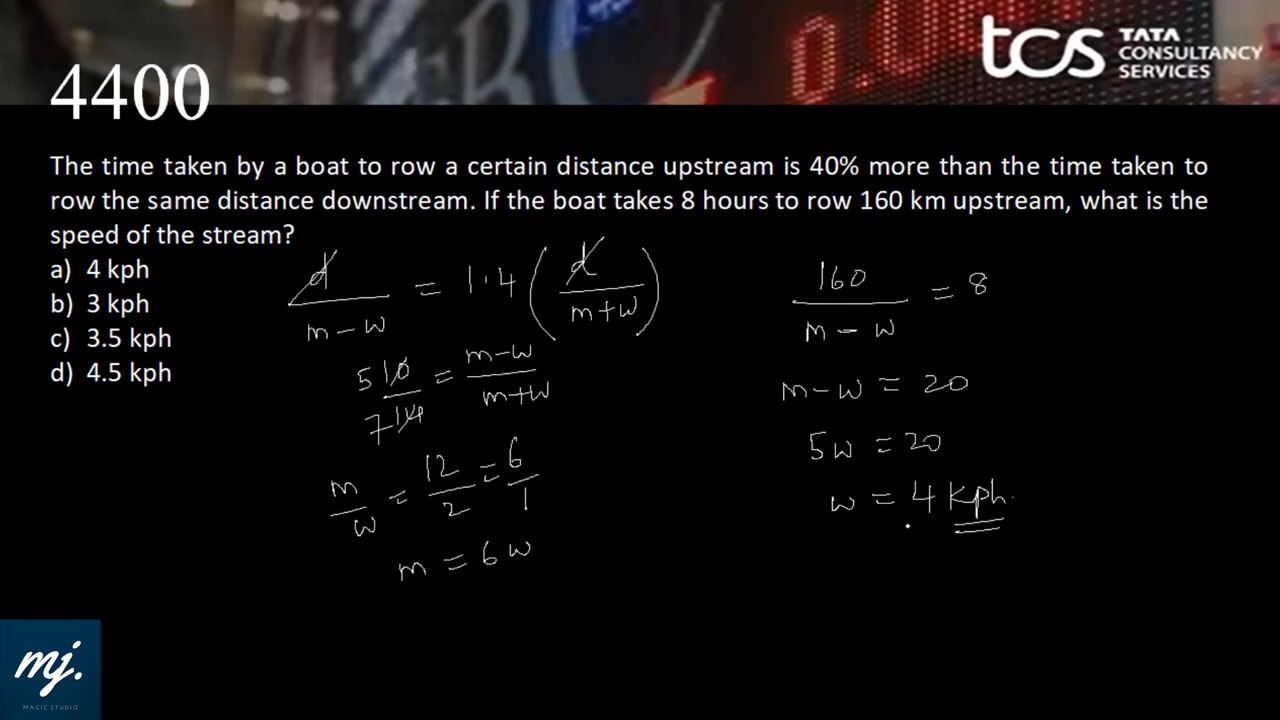 tcs TATA
CONSULTANCY
SERVICES
4400
The time taken by a boat to row a certain distance upstream is 40% more than the time taken to
row the same distance downstream. If the boat takes 8 hours to row 160 km upstream, what is the
speed of the stream?
a) 4 kph
b) 3 kph
c) 3.5 kph
d) 4.5 kph
d/(m-w) = 1.4 (d/(m+w))
5 10/7 14 = (m-w)/(m+w)
m/w = 12/2 = 6/1
m = 6w
160/(m-w) = 8
m-w = 20
5w = 20
w = 4 kph
mj.
MAGIC STUDIO